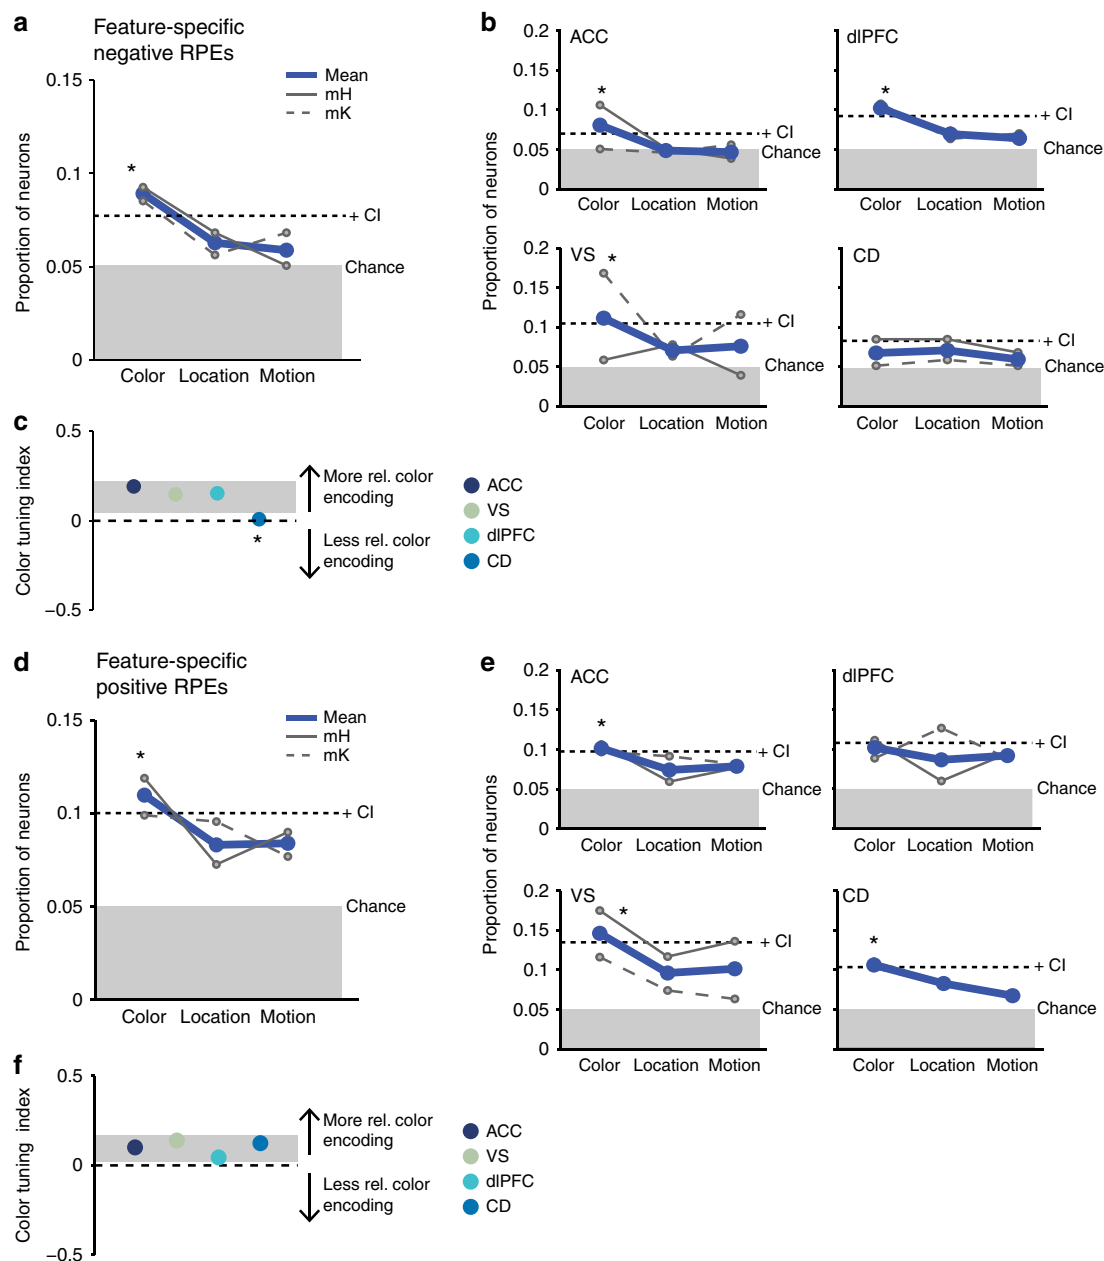 a
Feature-specific
negative RPEs
Mean
mH
mK
0.15
0.1
0.05
0
Proportion of neurons
*
+ CI
Chance
Color Location Motion
b
Proportion of neurons
ACC
0.2
0.15
0.1
0.05
0
*
+ CI
Chance
Color Location Motion
dlPFC
*
+ CI
Chance
Color Location Motion
VS
0.2
0.15
0.1
0.05
0
*
+ CI
Chance
Color Location Motion
CD
+ CI
Chance
Color Location Motion
c
Color tuning index
0.5
0
−0.5
*
More rel. color
encoding
Less rel. color
encoding
ACC
VS
dlPFC
CD
d
Feature-specific
positive RPEs
Mean
mH
mK
0.15
0.1
0.05
0
Proportion of neurons
*
+ CI
Chance
Color Location Motion
e
Proportion of neurons
ACC
0.2
0.15
0.1
0.05
0
*
+ CI
Chance
Color Location Motion
dlPFC
+ CI
Chance
Color Location Motion
VS
0.2
0.15
0.1
0.05
0
*
+ CI
Chance
Color Location Motion
CD
*
+ CI
Chance
Color Location Motion
f
Color tuning index
0.5
0
−0.5
More rel. color
encoding
Less rel. color
encoding
ACC
VS
dlPFC
CD